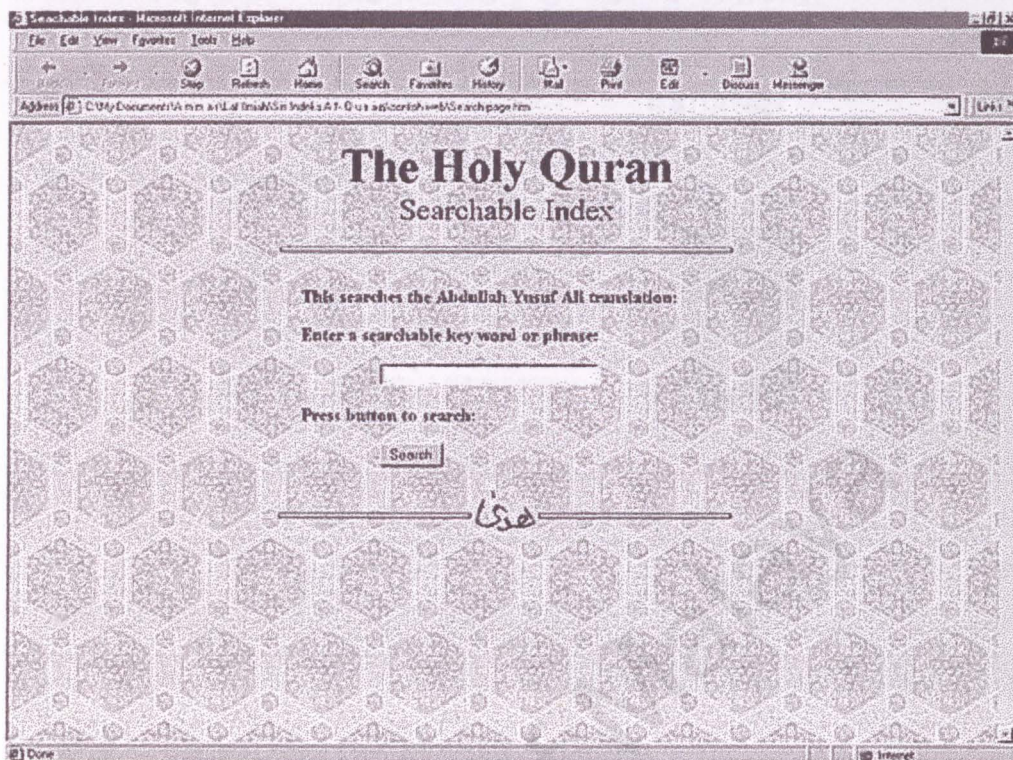 Searchable Index - Microsoft Internet Explorer
File Edit View Favorites Tools Help
Stop Refresh Home Search Favorites History Mail Print Edit Discuss Messenger
Address Links
The Holy Quran
Searchable Index
This searches the Abdullah Yusuf Ali translation:
Enter a searchable key word or phrase:
Press button to search:
Search
Done Internet